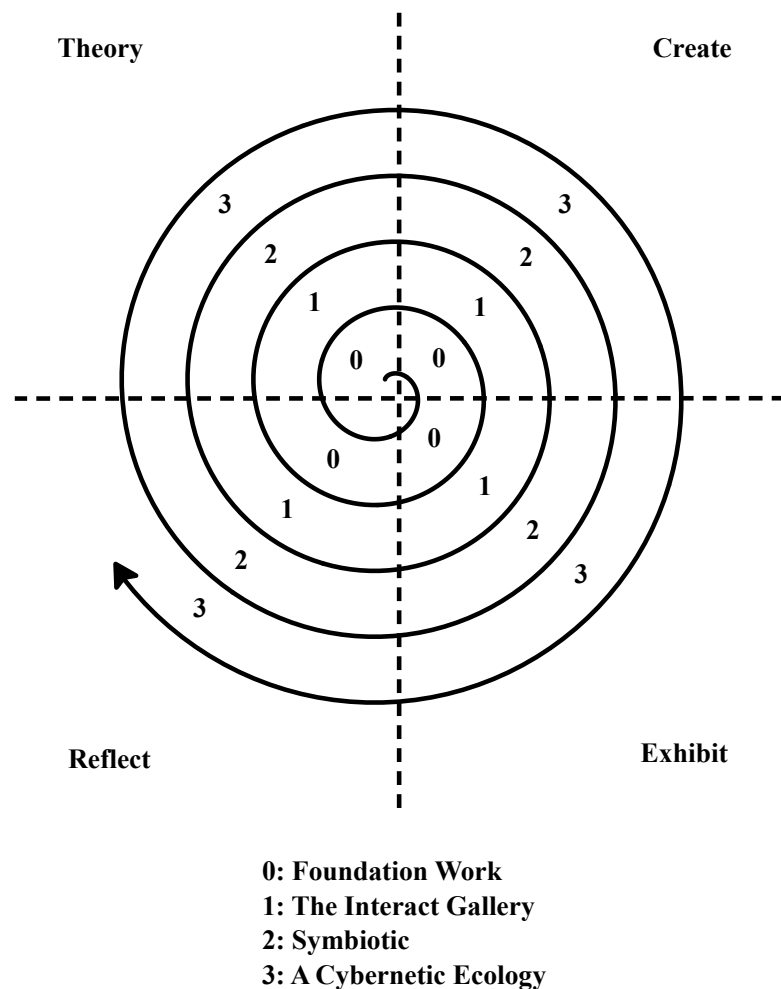 Theory
Create
3
3
2
2
1
1
0
0
0
0
1
1
2
2
3
3
Reflect
Exhibit
0: Foundation Work
1: The Interact Gallery
2: Symbiotic
3: A Cybernetic Ecology